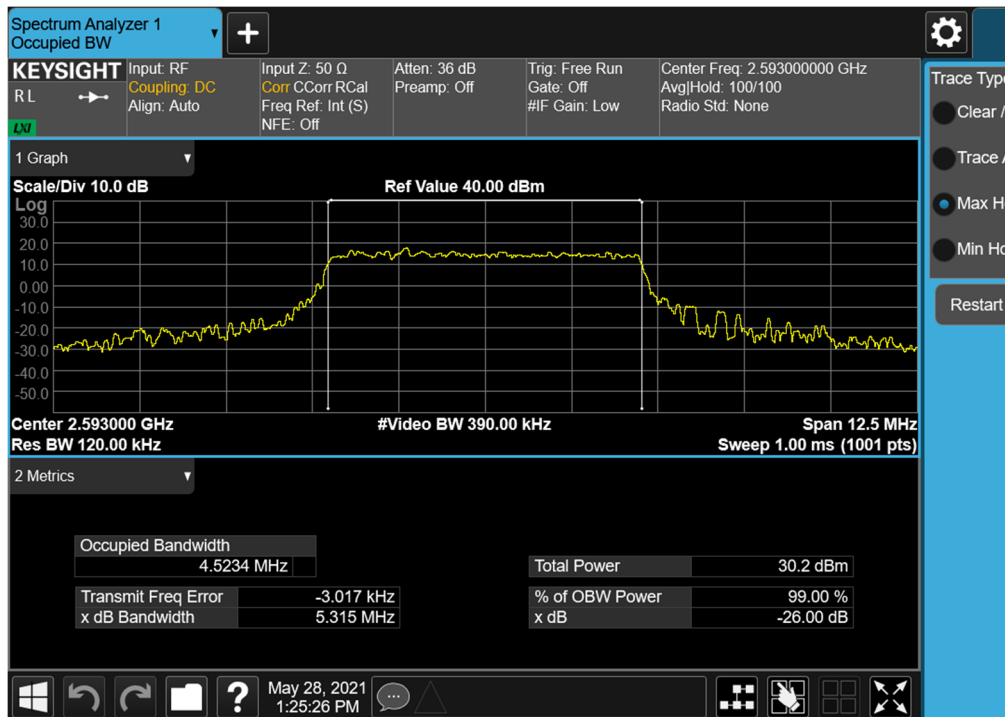 Spectrum Analyzer 1
Occupied BW
+
KEYSIGHT
RL
LXI
Input: RF
Coupling: DC
Align: Auto
Input Z: 50 Ω
Corr CCorr RCal
Freq Ref: Int (S)
NFE: Off
Atten: 36 dB
Preamp: Off
Trig: Free Run
Gate: Off
#IF Gain: Low
Center Freq: 2.593000000 GHz
Avg|Hold: 100/100
Radio Std: None
Trace Type
Clear /
Trace
Max
Min
Restart
1 Graph
Scale/Div 10.0 dB
Ref Value 40.00 dBm
Log
30.0
20.0
10.0
0.00
-10.0
-20.0
-30.0
-40.0
-50.0
Center 2.593000 GHz
#Video BW 390.00 kHz
Span 12.5 MHz
Res BW 120.00 kHz
Sweep 1.00 ms (1001 pts)
2 Metrics
Occupied Bandwidth
4.5234 MHz
Total Power 30.2 dBm
Transmit Freq Error -3.017 kHz
% of OBW Power 99.00 %
x dB Bandwidth 5.315 MHz
x dB -26.00 dB
?
May 28, 2021
1:25:26 PM